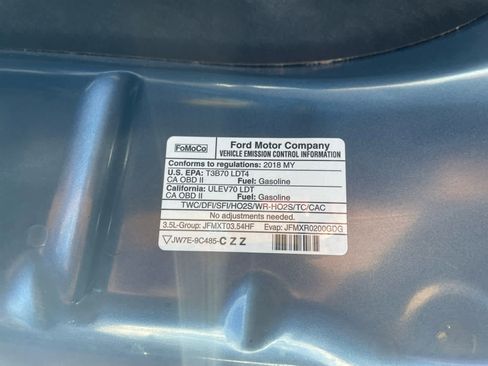 FoMoCo
Ford Motor Company
VEHICLE EMISSION CONTROL INFORMATION
Conforms to regulations: 2018 MY
U.S. EPA: T3B70 LDT4
CA OBD II Fuel: Gasoline
California: ULEV70 LDT
CA OBD II Fuel: Gasoline
TWC/DFI/SFI/HO2S/WR-HO2S/TC/CAC
No adjustments needed.
3.5L-Group: JFMXT03.54HF Evap: JFMXR0200GDG
JW7E-9C485-CZZ